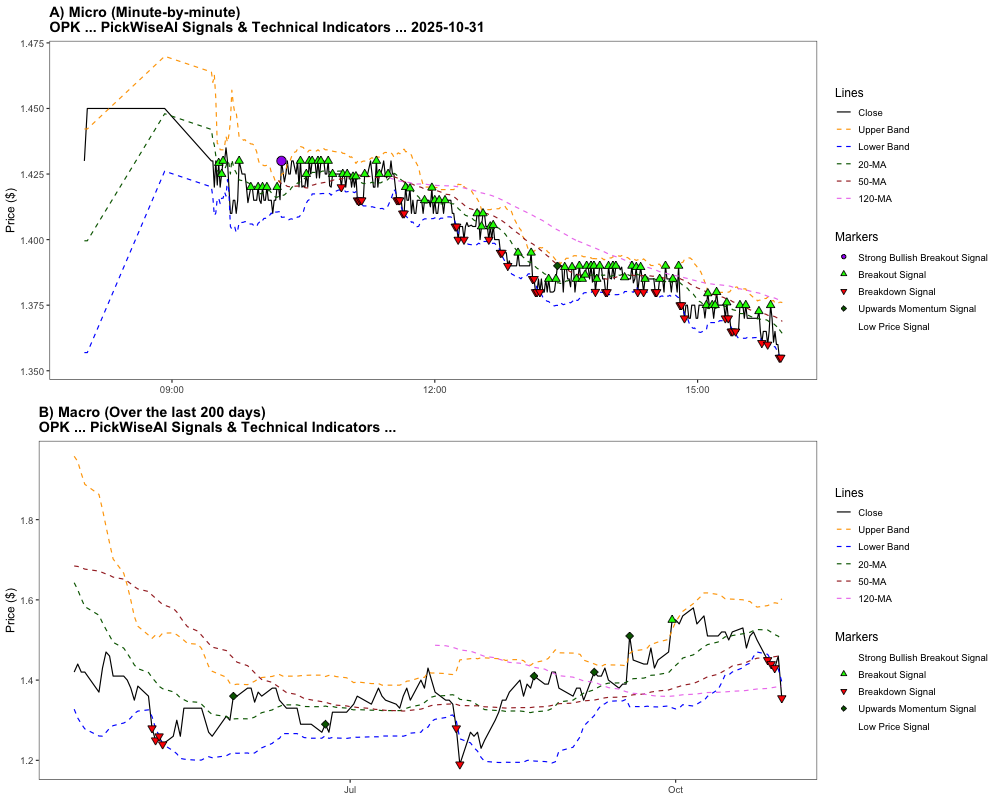 A) Micro (Minute-by-minute)
OPK ... PickWiseAI Signals & Technical Indicators ... 2025-10-31
1.475
1.450
1.425
1.400
1.375
1.350
Price ($)
09:00
12:00
15:00
Lines
Close
Upper Band
Lower Band
20-MA
50-MA
120-MA
Markers
Strong Bullish Breakout Signal
Breakout Signal
Breakdown Signal
Upwards Momentum Signal
Low Price Signal
B) Macro (Over the last 200 days)
OPK ... PickWiseAI Signals & Technical Indicators ...
1.8
1.6
1.4
1.2
Price ($)
Jul
Oct
Lines
Close
Upper Band
Lower Band
20-MA
50-MA
120-MA
Markers
Strong Bullish Breakout Signal
Breakout Signal
Breakdown Signal
Upwards Momentum Signal
Low Price Signal